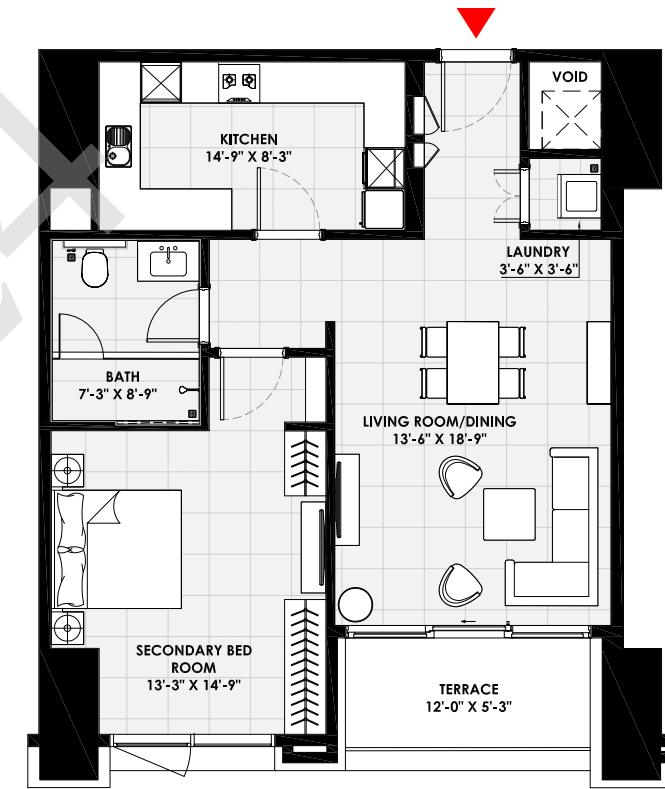 VOID
KITCHEN
14'-9" X 8'-3"
LAUNDRY
3'-6" X 3'-6"
BATH
7'-3" X 8'-9"
LIVING ROOM/DINING
13'-6" X 18'-9"
SECONDARY BED
ROOM
13'-3" X 14'-9"
TERRACE
12'-0" X 5'-3"